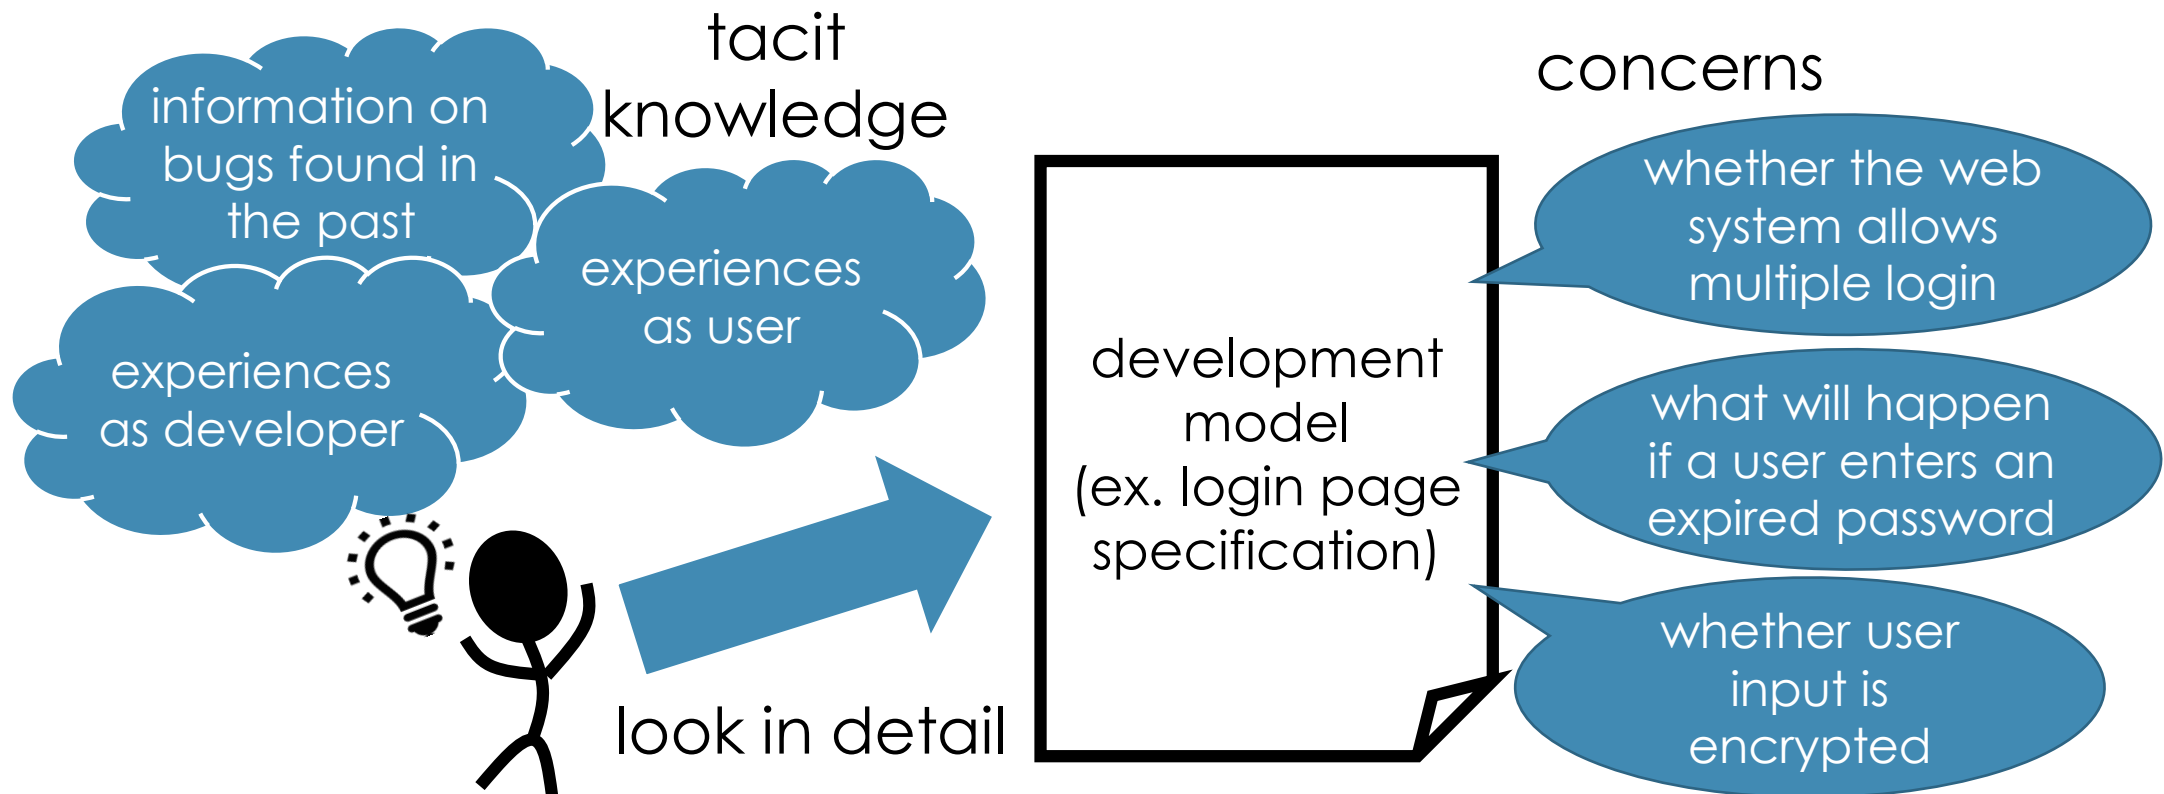 tacit
knowledge
information on
bugs found in
the past
experiences
as user
experiences
as developer
look in detail
development
model
(ex. login page
specification)
concerns
whether the web
system allows
multiple login
what will happen
if a user enters an
expired password
whether user
input is
encrypted